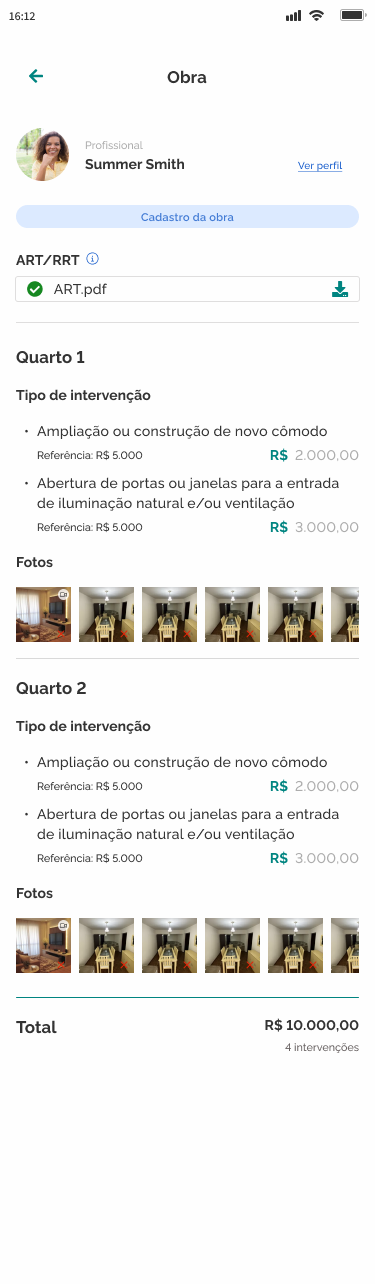 16:12
Obra
Profissional
Summer Smith
Ver perfil
Cadastro da obra
ART/RRT
ART.pdf
Quarto 1
Tipo de intervenção
• Ampliação ou construção de novo cômodo
Referência: R$ 5.000 R$ 2.000,00
• Abertura de portas ou janelas para a entrada
de iluminação natural e/ou ventilação
Referência: R$ 5.000 R$ 3.000,00
Fotos
Quarto 2
Tipo de intervenção
• Ampliação ou construção de novo cômodo
Referência: R$ 5.000 R$ 2.000,00
• Abertura de portas ou janelas para a entrada
de iluminação natural e/ou ventilação
Referência: R$ 5.000 R$ 3.000,00
Fotos
Total R$ 10.000,00
4 intervenções